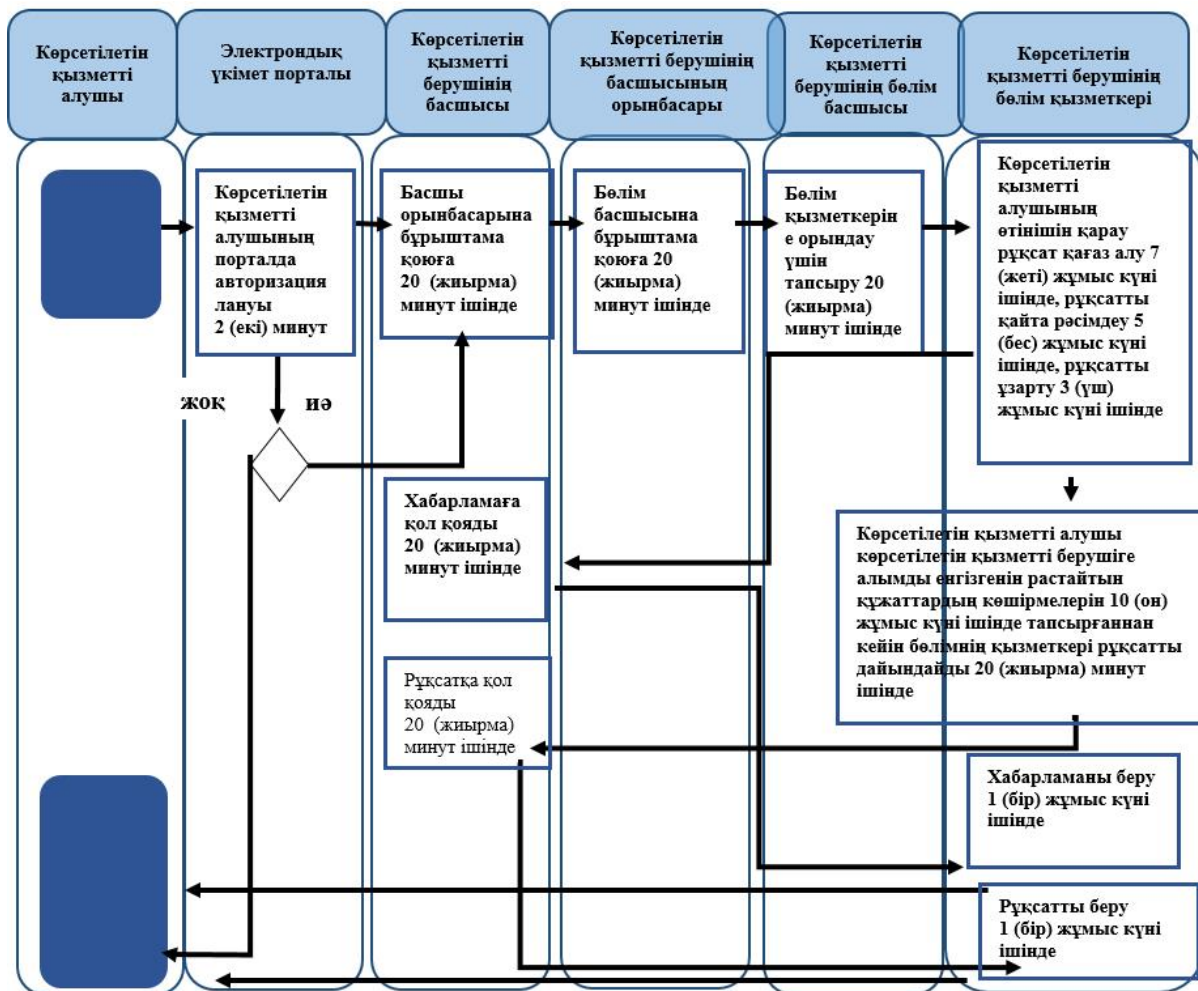 Көрсетілетін
қызметті
алушы
Электрондық
үкімет порталы
Көрсетілетін
қызметті
берушінің
басшысы
Көрсетілетін
қызметті берушінің
басшысының
орынбасары
Көрсетілетін
қызметті
берушінің бөлім
басшысы
Көрсетілетін
қызметті берушінің
бөлім қызметкері
Көрсетілетін
қызметті
алушының
порталда
авторизация
лануы
2 (екі) минут
Басшы
орынбасарына
бұрыштама
қоюға
20 (жиырма)
минут ішінде
Бөлім
басшысына
бұрыштама
қоюға 20
(жиырма)
минут ішінде
Бөлім
қызметкерін
е орындау
үшін
тапсыру 20
(жиырма)
минут ішінде
Көрсетілетін
қызметті
алушының
өтінішін қарау
рұқсат қағаз алу 7
(жеті) жұмыс күні
ішінде, рұқсатты
қайта рәсімдеу 5
(бес) жұмыс күні
ішінде, рұқсатты
ұзарту 3 (үш)
жұмыс күні ішінде
жоқ
иә
Хабарламаға
қол қояды
20 (жиырма)
минут ішінде
Көрсетілетін қызметті алушы
көрсетілетін қызметті берушіге
алымды енгізгенін растайтын
құжаттардың көшірмелерін 10 (он)
жұмыс күні ішінде тапсырғаннан
кейін бөлімнің қызметкері рұқсатты
дайындайды 20 (жиырма) минут
ішінде
Рұқсатқа қол
қояды
20 (жиырма)
минут ішінде
Хабарламаны беру
1 (бір) жұмыс күні
ішінде
Рұқсатты беру
1 (бір) жұмыс күні
ішінде